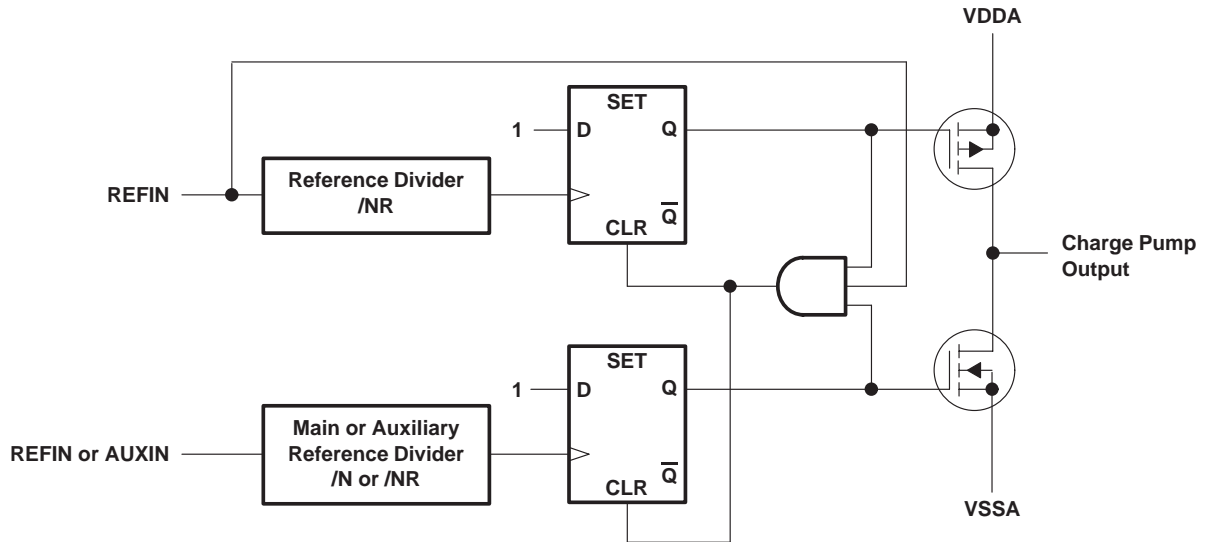 VDDA
SET
1
D
Q
REFIN
Reference Divider
/NR
Q̅
CLR
Charge Pump
Output
SET
1
D
Q
REFIN or AUXIN
Main or Auxiliary
Reference Divider
/N or /NR
Q̅
CLR
VSSA